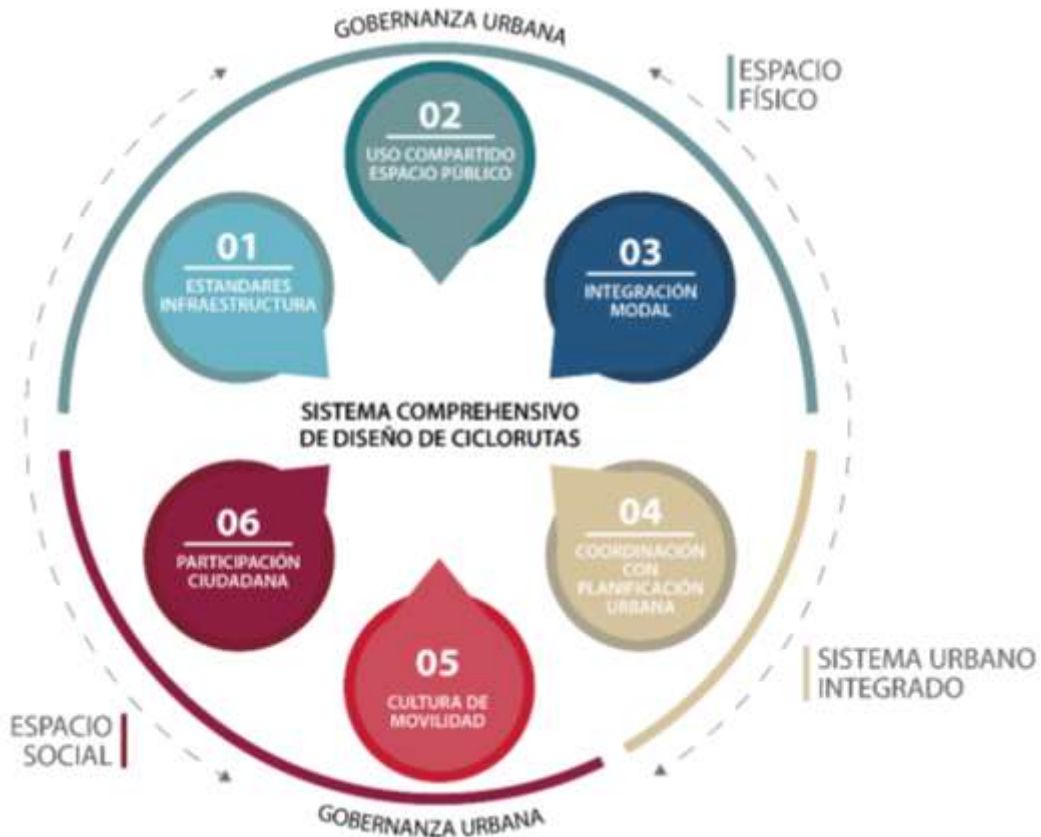 GOBERNANZA URBANA
ESPACIO
FÍSICO
02
USO COMPARTIDO
ESPACIO PÚBLICO
01
ESTANDARES
INFRAESTRUCTURA
03
INTEGRACIÓN
MODAL
SISTEMA COMPREHENSIVO
DE DISEÑO DE CICLORUTAS
06
PARTICIPACIÓN
CIUDADANA
04
COORDINACIÓN
CON
PLANIFICACIÓN
URBANA
05
CULTURA DE
MOVILIDAD
SISTEMA URBANO
INTEGRADO
ESPACIO
SOCIAL
GOBERNANZA URBANA